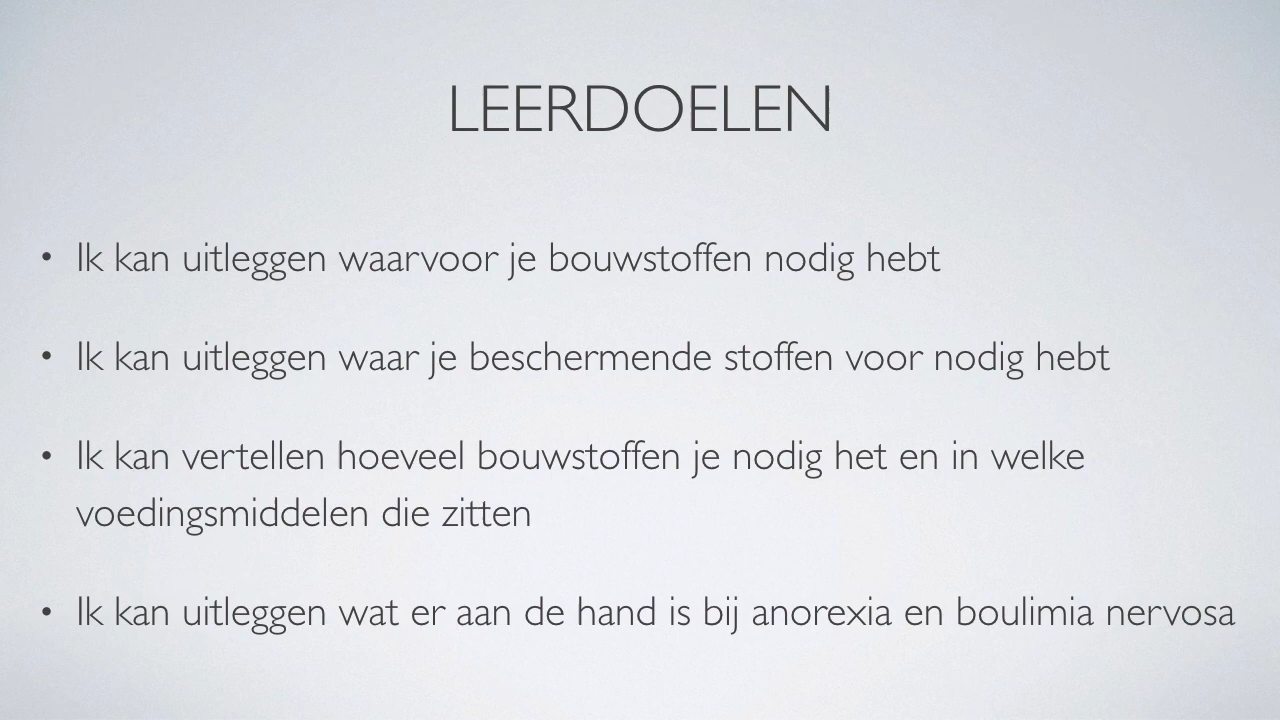 LEERDOELEN
• Ik kan uitleggen waarvoor je bouwstoffen nodig hebt
• Ik kan uitleggen waar je beschermende stoffen voor nodig hebt
• Ik kan vertellen hoeveel bouwstoffen je nodig het en in welke
voedingsmiddelen die zitten
• Ik kan uitleggen wat er aan de hand is bij anorexia en boulimia nervosa